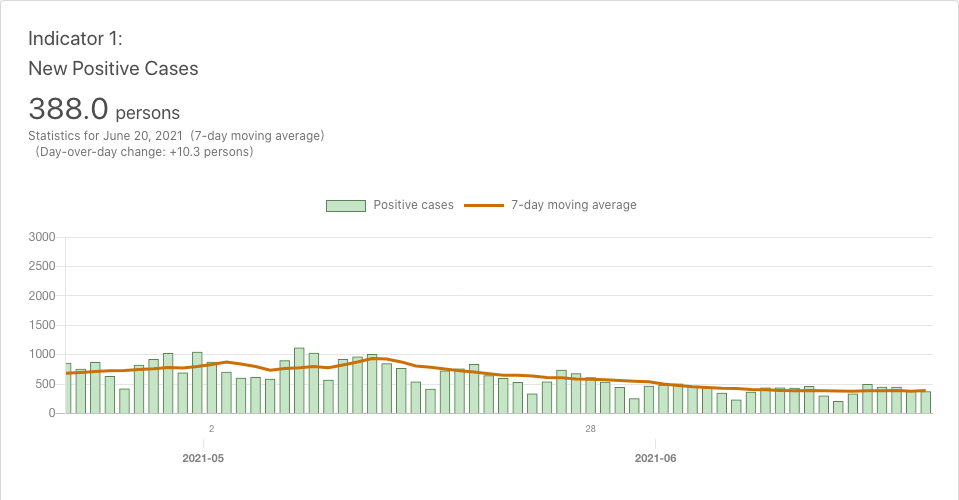 Indicator 1:
New Positive Cases
388.0 persons
Statistics for June 20, 2021 (7-day moving average)
(Day-over-day change: +10.3 persons)
Positive cases 7-day moving average
3000
2500
2000
1500
1000
500
0
2 28
2021-05 2021-06